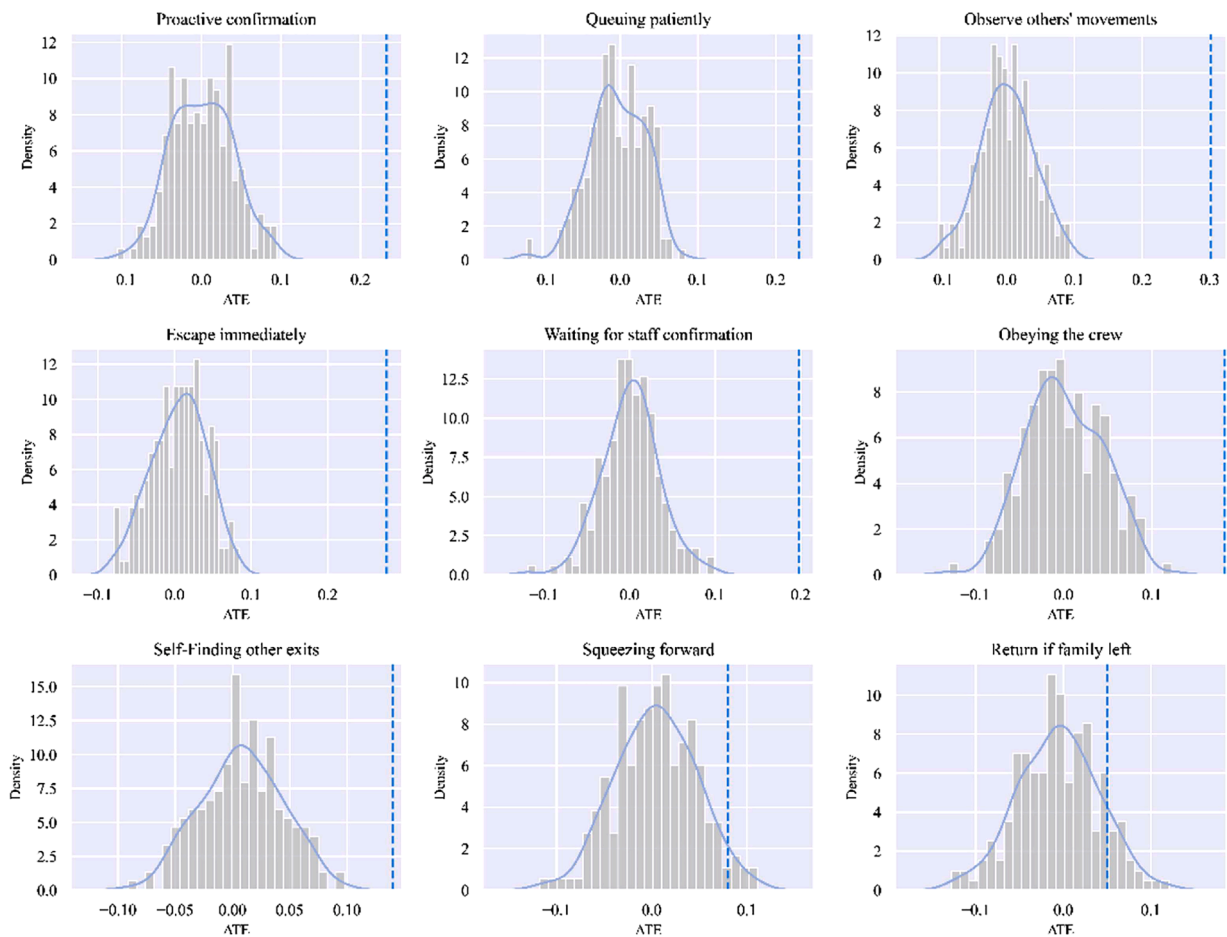 Proactive confirmation
12
10
8
6
4
2
0
Density
0.1 0.0 0.1 0.2
ATE
Queuing patiently
12
10
8
6
4
2
0
Density
0.1 0.0 0.1 0.2
ATE
Observe others' movements
12
10
8
6
4
2
0
Density
0.1 0.0 0.1 0.2 0.3
ATE
Escape immediately
12
10
8
6
4
2
0
Density
−0.1 0.0 0.1 0.2
ATE
Waiting for staff confirmation
12.5
10.0
7.5
5.0
2.5
0.0
Density
−0.1 0.0 0.1 0.2
ATE
Obeying the crew
8
6
4
2
0
Density
−0.1 0.0 0.1
ATE
Self-Finding other exits
15.0
12.5
10.0
7.5
5.0
2.5
0.0
Density
−0.10 −0.05 0.00 0.05 0.10
ATE
Squeezing forward
10
8
6
4
2
0
Density
−0.1 0.0 0.1
ATE
Return if family left
10
8
6
4
2
0
Density
−0.1 0.0 0.1
ATE